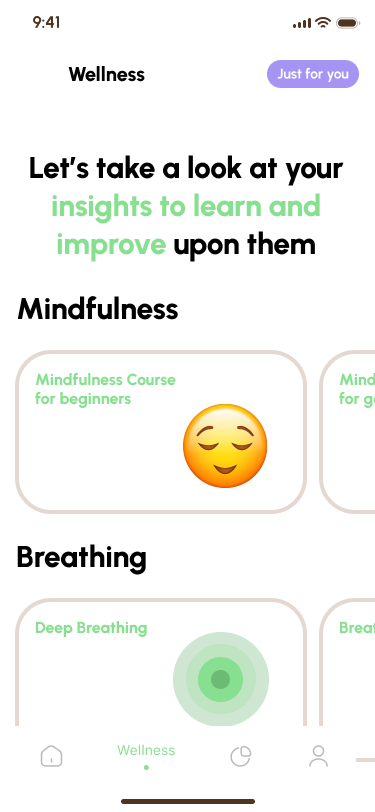 9:41
Wellness
Just for you
Let's take a look at your
insights to learn and
improve upon them
Mindfulness
Mindfulness Course
for beginners
Mind
for g
Breathing
Deep Breathing
Breat
Wellness